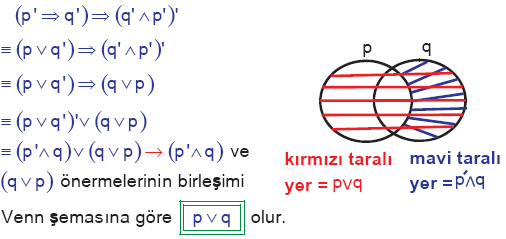 (p' ⇒ q') ⇒ (q' ∧ p')'
≡ (p ∨ q') ⇒ (q' ∧ p')'
≡ (p ∨ q') ⇒ (q ∨ p)
≡ (p ∨ q')' ∨ (q ∨ p)
≡ (p' ∧ q) ∨ (q ∨ p) → (p' ∧ q) ve
(q ∨ p) önermelerinin birleşimi
Venn şemasına göre p ∨ q olur.
p q
kırmızı taralı
yer = p∨q
mavi taralı
yer = p'∧q